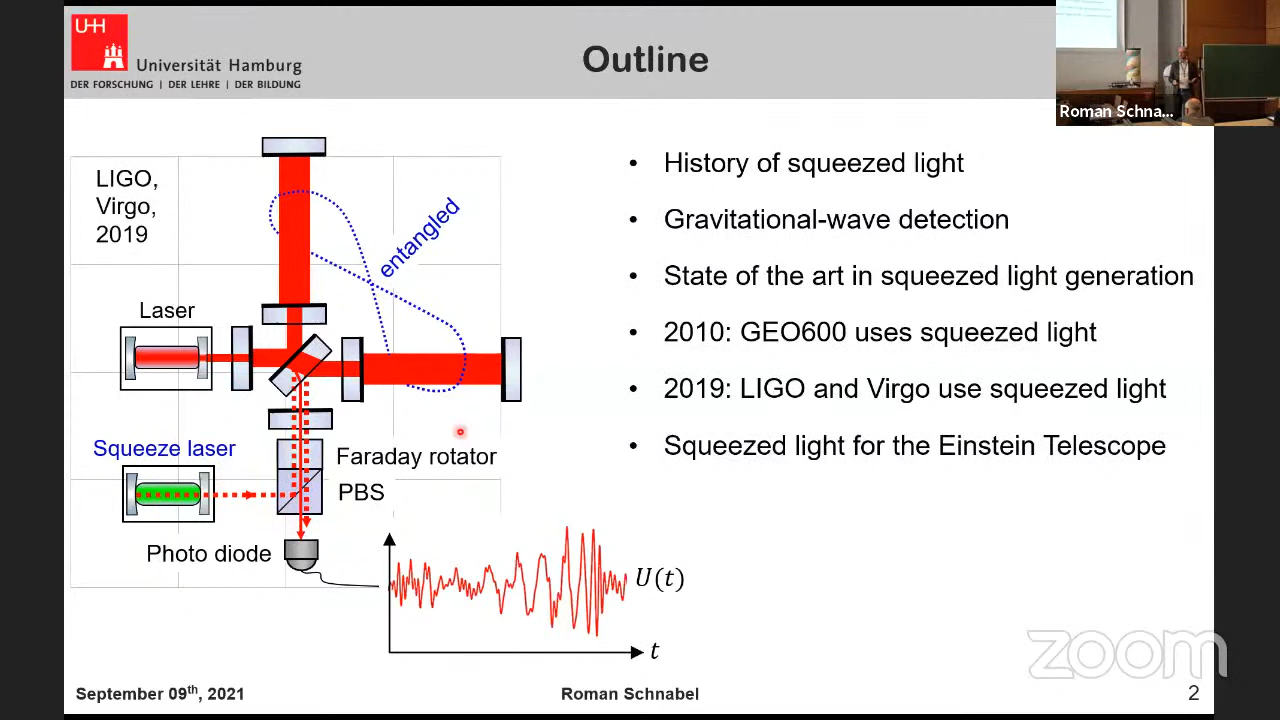 UHH
Universität Hamburg
DER FORSCHUNG | DER LEHRE | DER BILDUNG
Outline
Roman Schna...
LIGO,
Virgo,
2019
entangled
Laser
Squeeze laser
Faraday rotator
PBS
Photo diode
U(t)
t
• History of squeezed light
• Gravitational-wave detection
• State of the art in squeezed light generation
• 2010: GEO600 uses squeezed light
• 2019: LIGO and Virgo use squeezed light
• Squeezed light for the Einstein Telescope
zoom
September 09th, 2021
Roman Schnabel
2